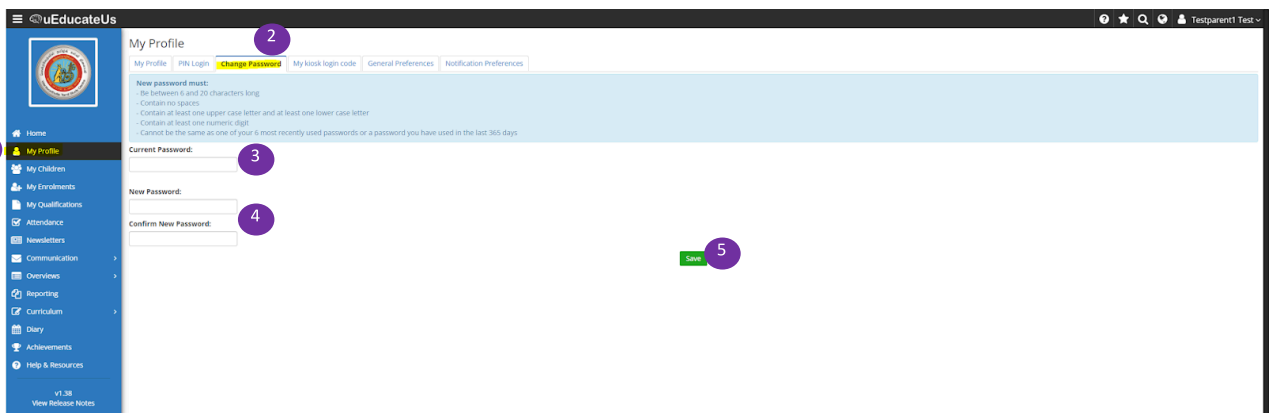 uEducateUs
Testparent1 Test
My Profile
2
My Profile PIN Login Change Password My kiosk login code General Preferences Notification Preferences
New password must:
- Be between 6 and 20 characters long
- Contain no spaces
- Contain at least one upper case letter and at least one lower case letter
- Contain at least one numeric digit
- Cannot be the same as one of your 6 most recently used passwords or a password you have used in the last 365 days
Home
My Profile
My Children
My Enrolments
My Qualifications
Attendance
Newsletters
Communication
Overviews
Reporting
Curriculum
Diary
Achievements
Help & Resources
v1.38
View Release Notes
Current Password:
3
New Password:
4
Confirm New Password:
Save
5